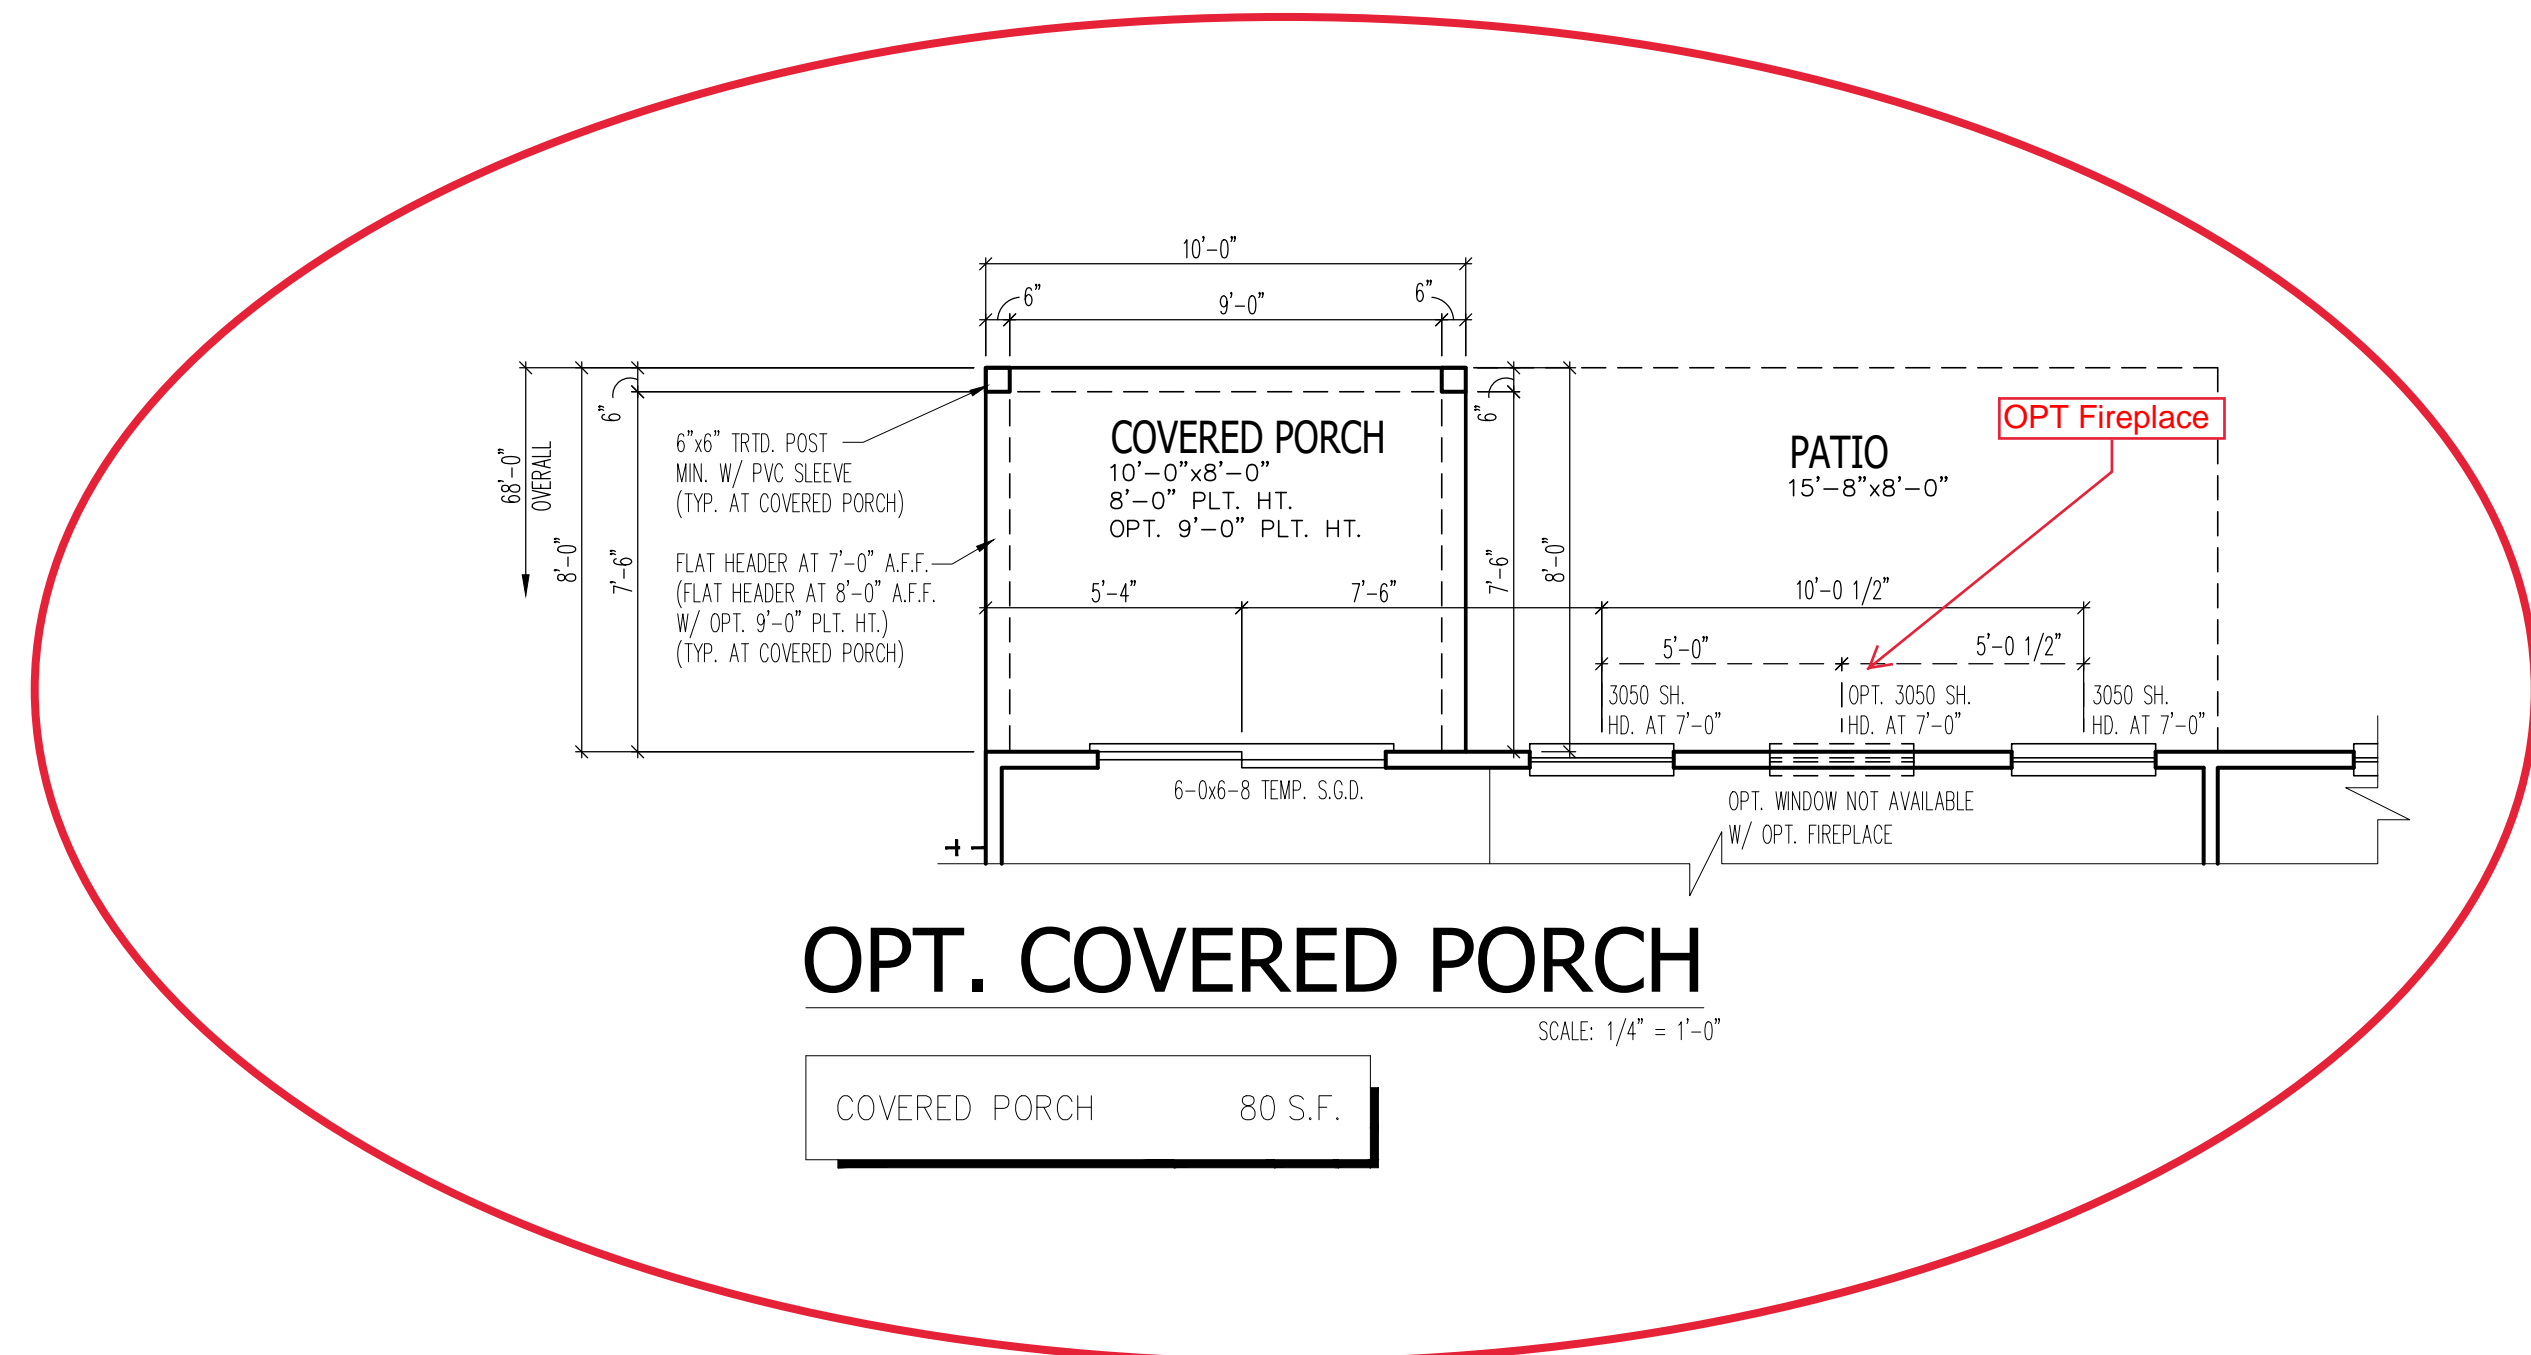 10'-0"
6"
9'-0"
6"
68'-0"
OVERALL
8'-0"
6"
7'-6"
6"x6" TRTD. POST
MIN. W/ PVC SLEEVE
(TYP. AT COVERED PORCH)
FLAT HEADER AT 7'-0" A.F.F.
(FLAT HEADER AT 8'-0" A.F.F.
W/ OPT. 9'-0" PLT. HT.)
(TYP. AT COVERED PORCH)
COVERED PORCH
10'-0"x8'-0"
8'-0" PLT. HT.
OPT. 9'-0" PLT. HT.
6"
7'-6"
8'-0"
PATIO
15'-8"x8'-0"
OPT Fireplace
5'-4"
7'-6"
10'-0 1/2"
5'-0"
5'-0 1/2"
3050 SH.
HD. AT 7'-0"
OPT. 3050 SH.
HD. AT 7'-0"
3050 SH.
HD. AT 7'-0"
6-0x6-8 TEMP. S.G.D.
OPT. WINDOW NOT AVAILABLE
W/ OPT. FIREPLACE
OPT. COVERED PORCH
SCALE: 1/4" = 1'-0"
COVERED PORCH 80 S.F.